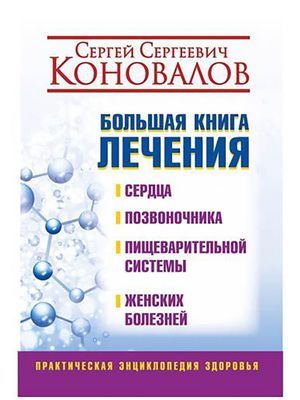 Сергей Сергеевич
Коновалов
БОЛЬШАЯ КНИГА
ЛЕЧЕНИЯ
СЕРДЦА
ПОЗВОНОЧНИКА
ПИЩЕВАРИТЕЛЬНОЙ
СИСТЕМЫ
ЖЕНСКИХ
БОЛЕЗНЕЙ
ПРАКТИЧЕСКАЯ ЭНЦИКЛОПЕДИЯ ЗДОРОВЬЯ